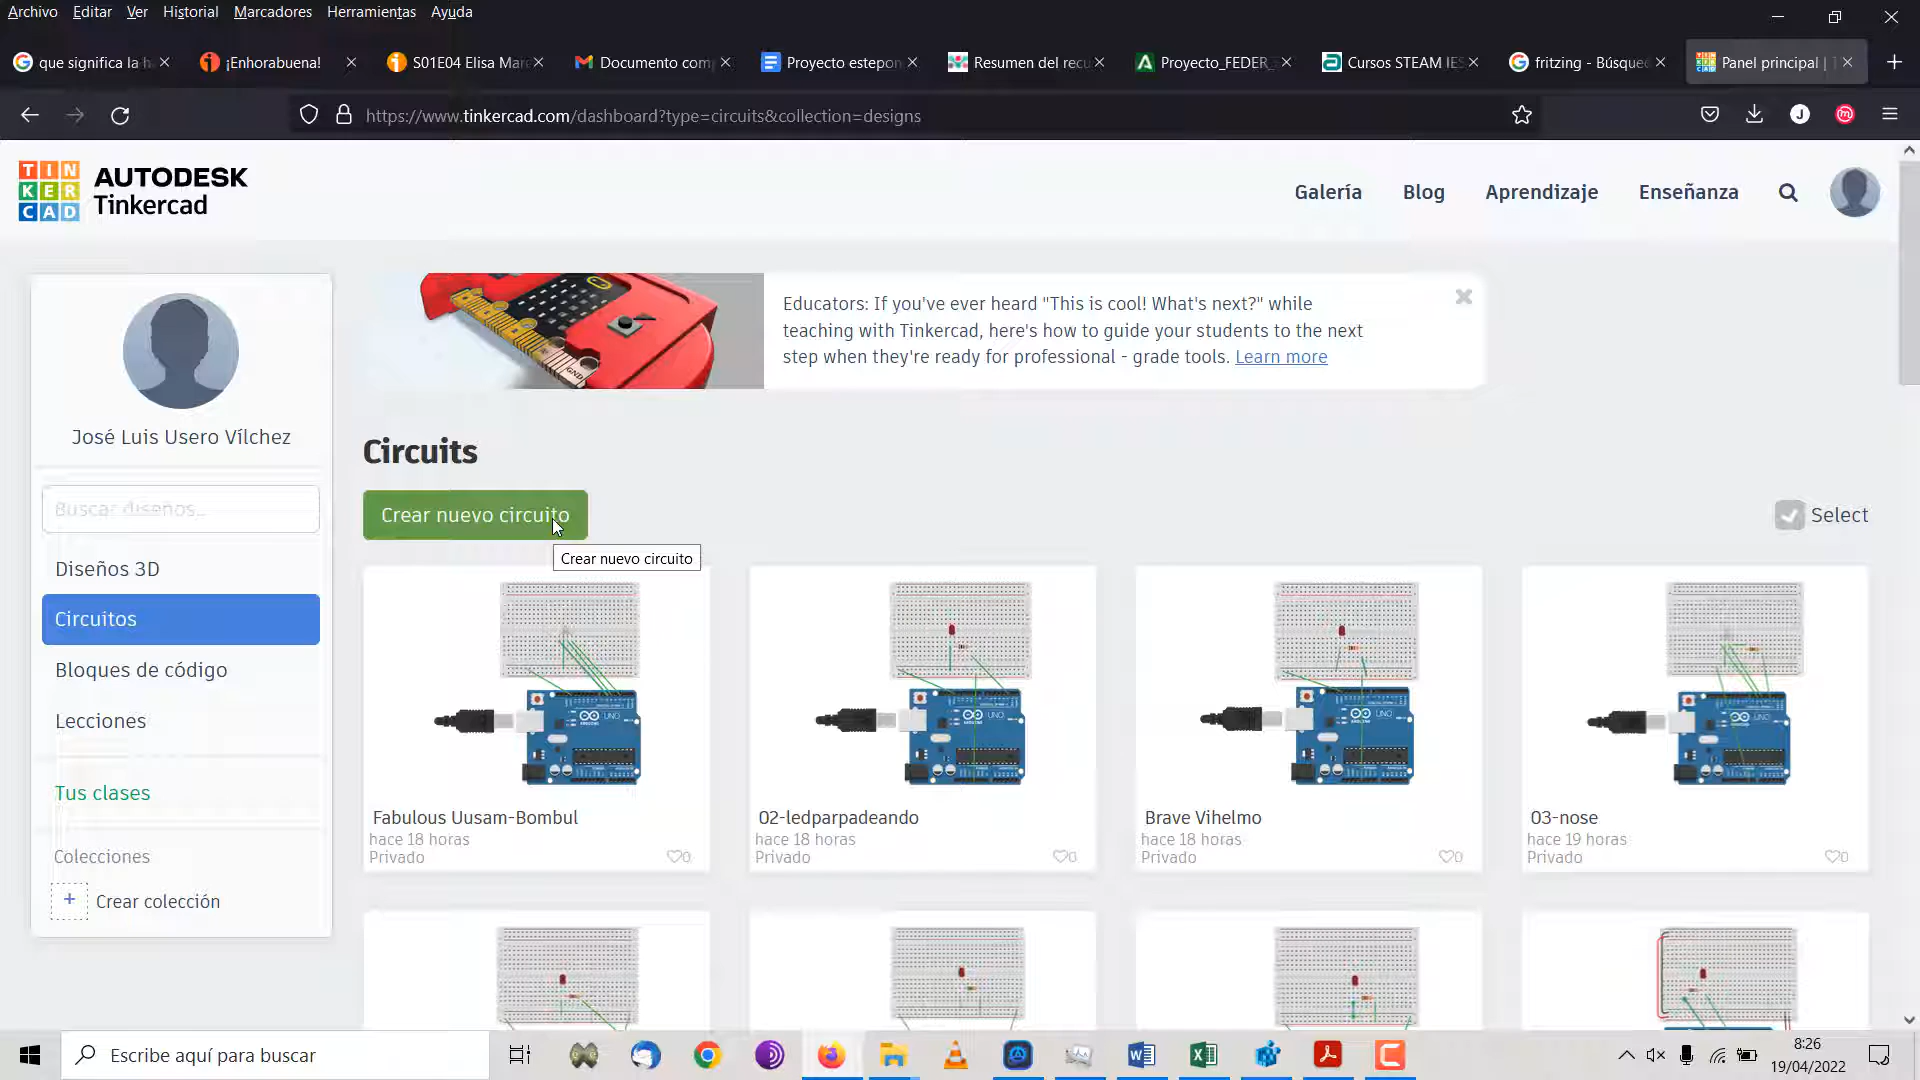 Archivo Editar Ver Historial Marcadores Herramientas Ayuda
que significa la h
¡Enhorabuena!
S01E04 Elisa Mar
Documento com
Proyecto estepon
Resumen del recu
Proyecto_FEDER_
Cursos STEAM IES
fritzing - Búsqued
Panel principal |
https://www.tinkercad.com/dashboard?type=circuits&collection=designs
J
TIN
KER
CAD
AUTODESK
Tinkercad
Galería Blog Aprendizaje Enseñanza
GND
Educators: If you've ever heard "This is cool! What's next?" while
teaching with Tinkercad, here's how to guide your students to the next
step when they're ready for professional - grade tools. Learn more
José Luis Usero Vílchez
Buscar diseños...
Diseños 3D
Circuitos
Bloques de código
Lecciones
Tus clases
Colecciones
+ Crear colección
Circuits
Crear nuevo circuito
Select
Crear nuevo circuito
UNO
UNO
UNO
UNO
Fabulous Uusam-Bombul
hace 18 horas
Privado
0
02-ledparpadeando
hace 18 horas
Privado
0
Brave Vihelmo
hace 18 horas
Privado
0
03-nose
hace 19 horas
Privado
0
Escribe aquí para buscar
8:26
19/04/2022